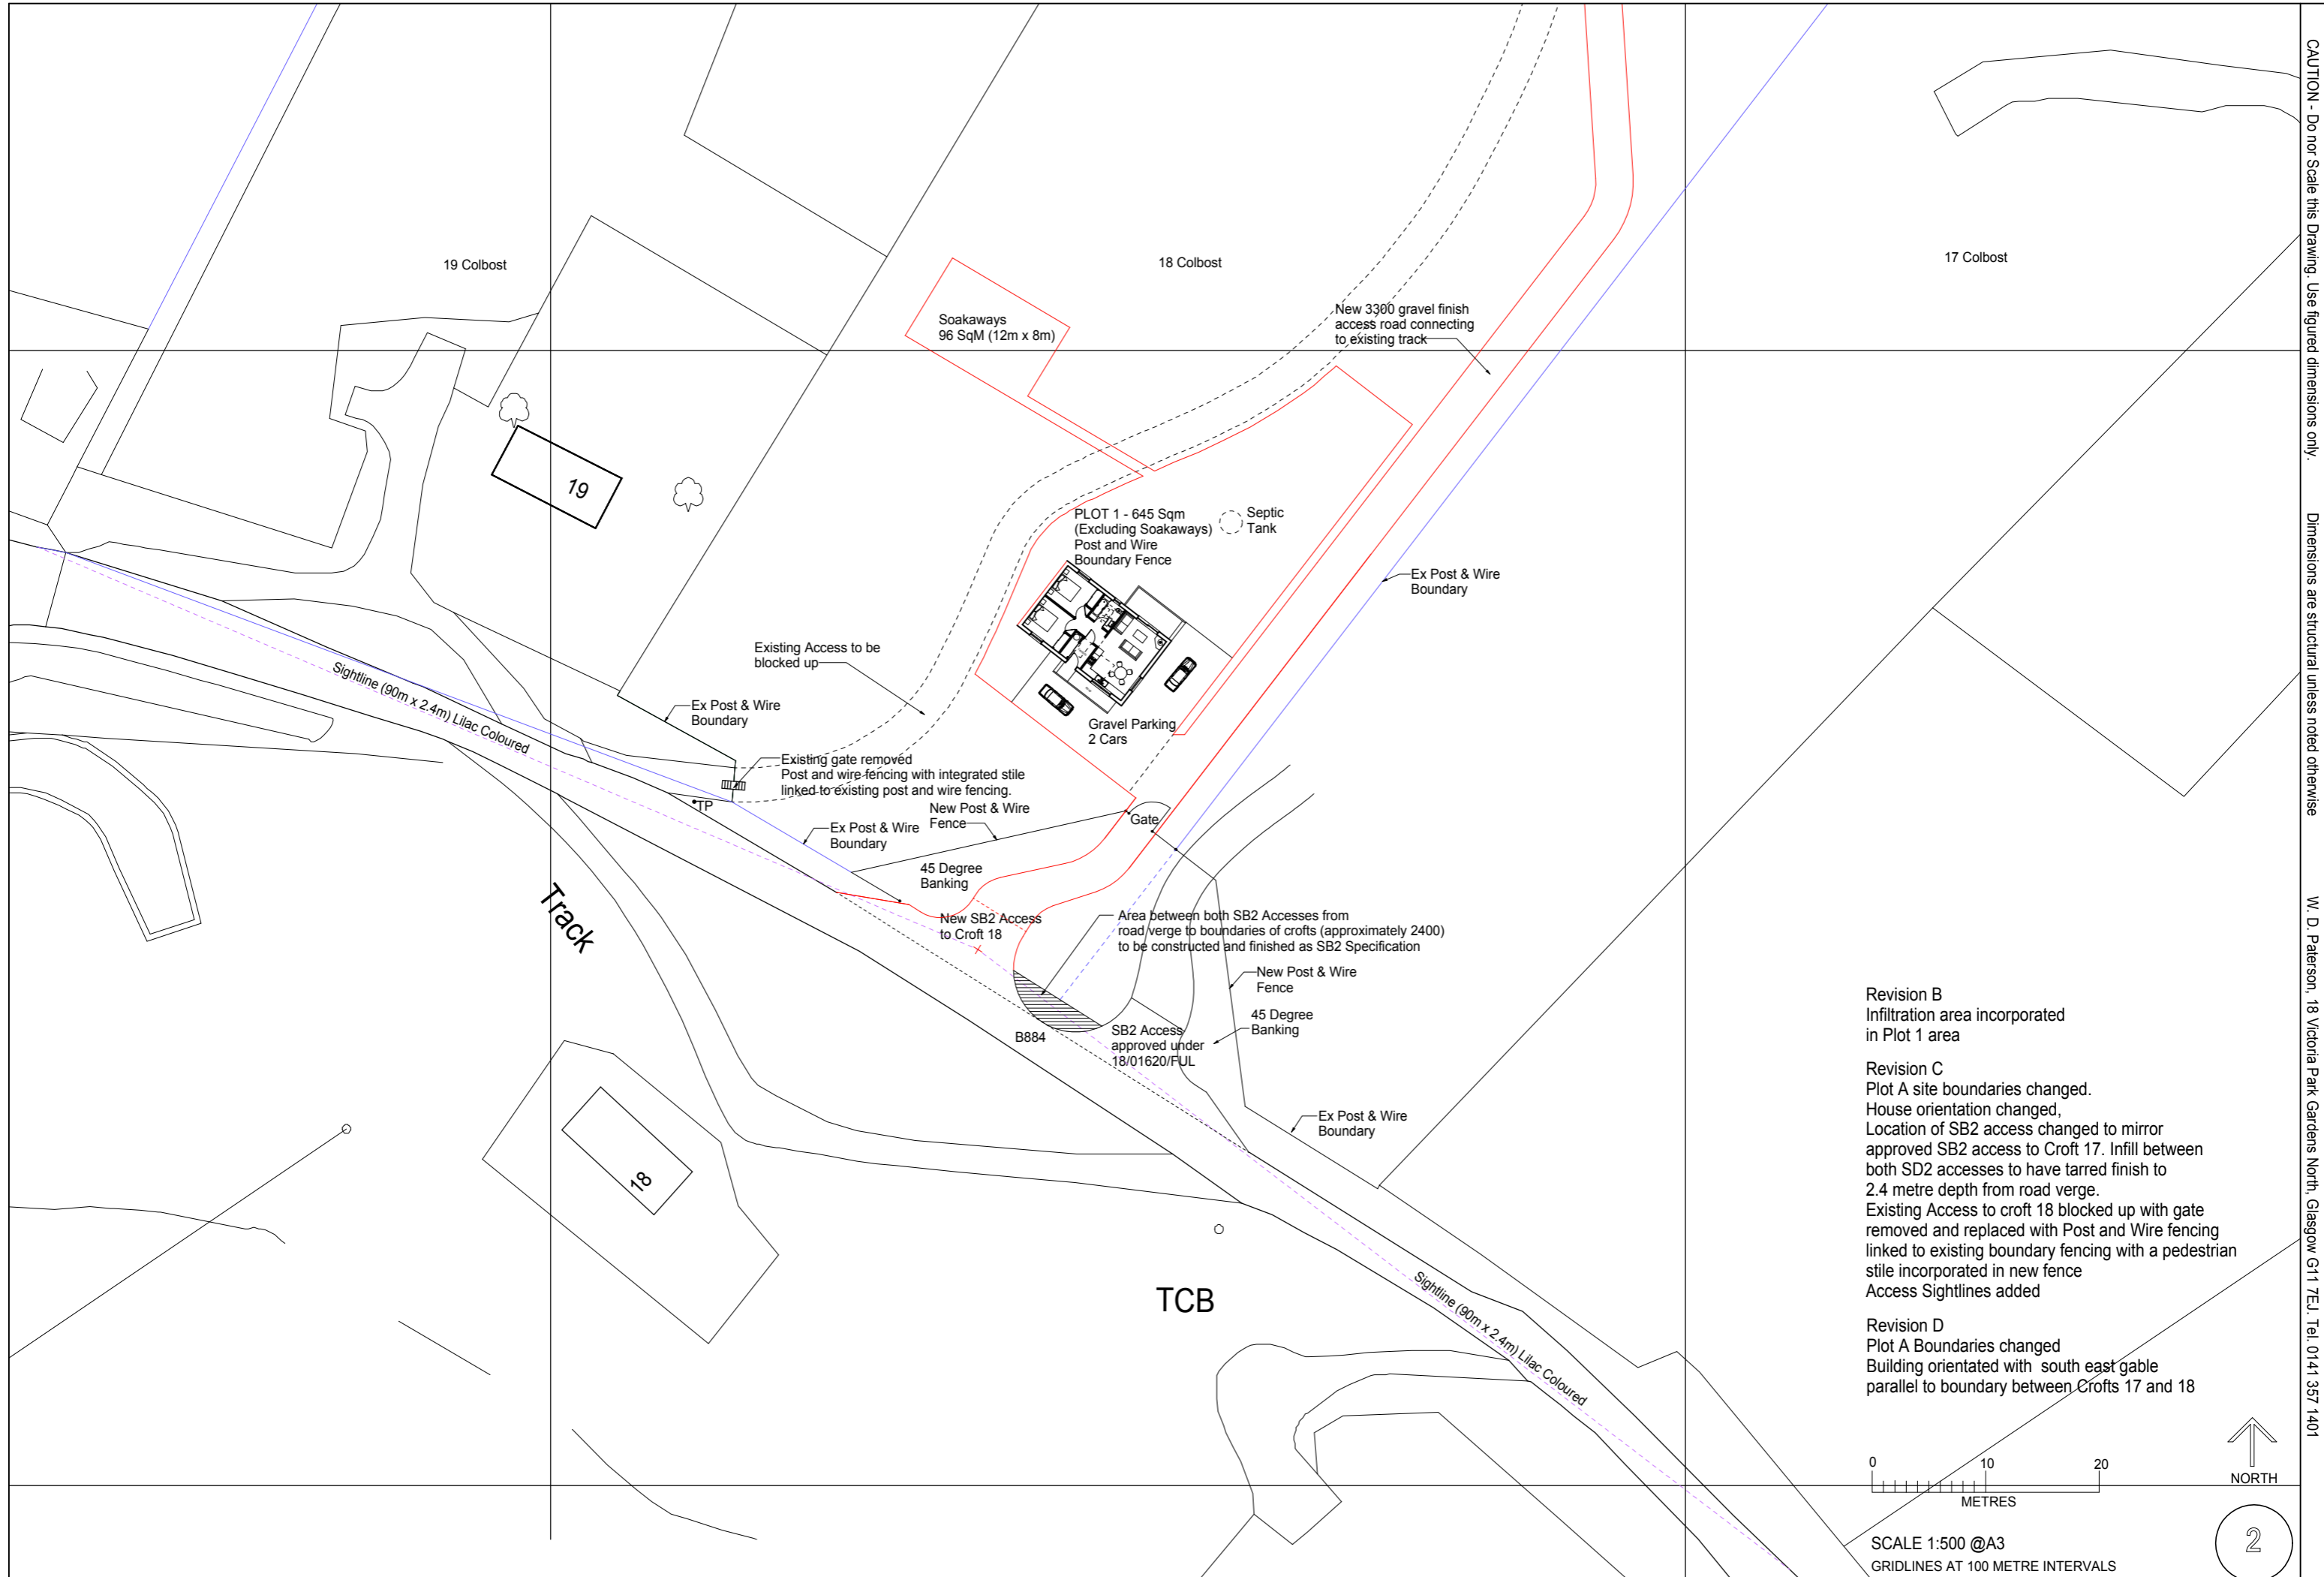 19 Colbost
18 Colbost
17 Colbost
Soakaways
96 SqM (12m x 8m)
New 3300 gravel finish
access road connecting
to existing track
19
PLOT 1 - 645 Sqm
(Excluding Soakaways)
Post and Wire
Boundary Fence
Septic
Tank
Ex Post & Wire
Boundary
Existing Access to be
blocked up
Sightline (90m x 2.4m) Lilac Coloured
Ex Post & Wire
Boundary
Gravel Parking
2 Cars
Existing gate removed
Post and wire fencing with integrated stile
linked to existing post and wire fencing.
TP
New Post & Wire
Fence
Gate
Ex Post & Wire
Boundary
45 Degree
Banking
Track
New SB2 Access
to Croft 18
Area between both SB2 Accesses from
road verge to boundaries of crofts (approximately 2400)
to be constructed and finished as SB2 Specification
New Post & Wire
Fence
45 Degree
Banking
B884
SB2 Access
approved under
18/01620/FUL
Ex Post & Wire
Boundary
18
TCB
Sightline (90m x 2.4m) Lilac Coloured
Revision B
Infiltration area incorporated
in Plot 1 area
Revision C
Plot A site boundaries changed.
House orientation changed,
Location of SB2 access changed to mirror
approved SB2 access to Croft 17. Infill between
both SD2 accesses to have tarred finish to
2.4 metre depth from road verge.
Existing Access to croft 18 blocked up with gate
removed and replaced with Post and Wire fencing
linked to existing boundary fencing with a pedestrian
stile incorporated in new fence
Access Sightlines added
Revision D
Plot A Boundaries changed
Building orientated with south east gable
parallel to boundary between Crofts 17 and 18
0 10 20
METRES
NORTH
SCALE 1:500 @A3
GRIDLINES AT 100 METRE INTERVALS
2
CAUTION - Do nor Scale this Drawing. Use figured dimensions only.
Dimensions are structural unless noted otherwise
W. D. Paterson, 18 Victoria Park Gardens North, Glasgow G11 7EJ. Tel. 0141 357 1401